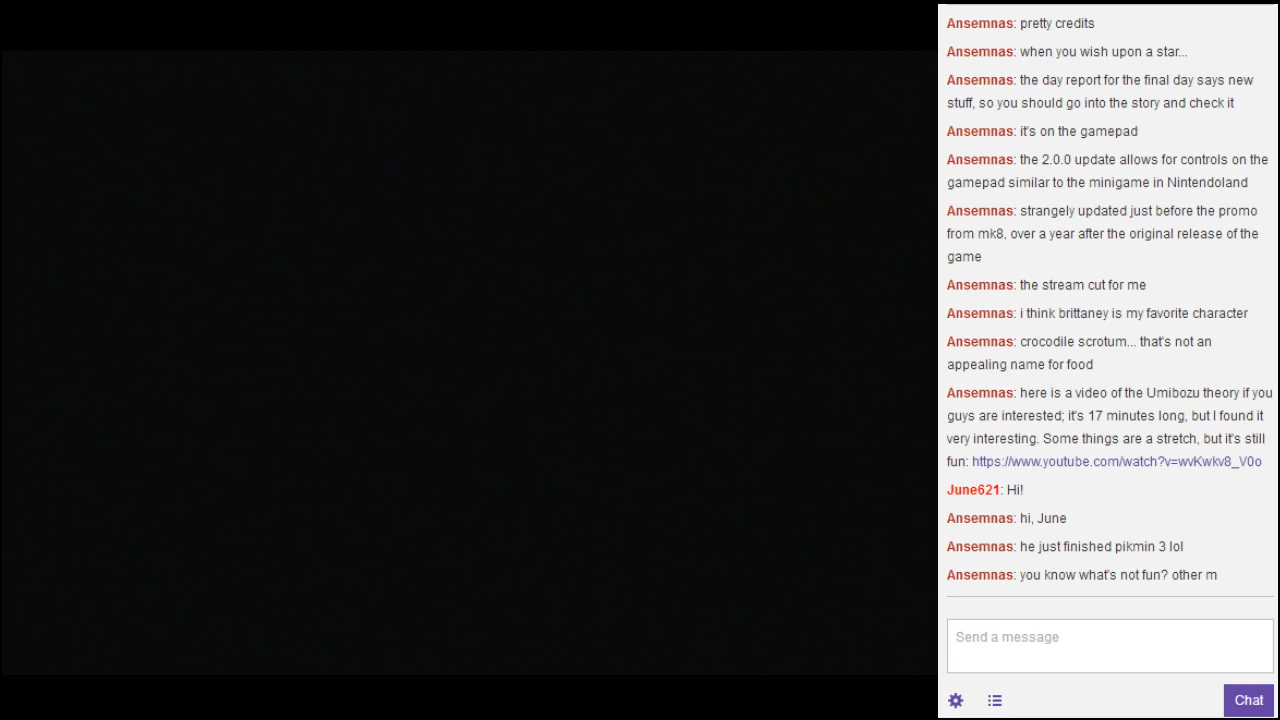 Ansemnas: pretty credits
Ansemnas: when you wish upon a star...
Ansemnas: the day report for the final day says new
stuff, so you should go into the story and check it
Ansemnas: it's on the gamepad
Ansemnas: the 2.0.0 update allows for controls on the
gamepad similar to the minigame in Nintendoland
Ansemnas: strangely updated just before the promo
from mk8, over a year after the original release of the
game
Ansemnas: the stream cut for me
Ansemnas: i think brittaney is my favorite character
Ansemnas: crocodile scrotum... that's not an
appealing name for food
Ansemnas: here is a video of the Umibozu theory if you
guys are interested; it's 17 minutes long, but I found it
very interesting. Some things are a stretch, but it's still
fun: https://www.youtube.com/watch?v=wvKwkv8_V0o
June621: Hi!
Ansemnas: hi, June
Ansemnas: he just finished pikmin 3 lol
Ansemnas: you know what's not fun? other m
Send a message
Chat